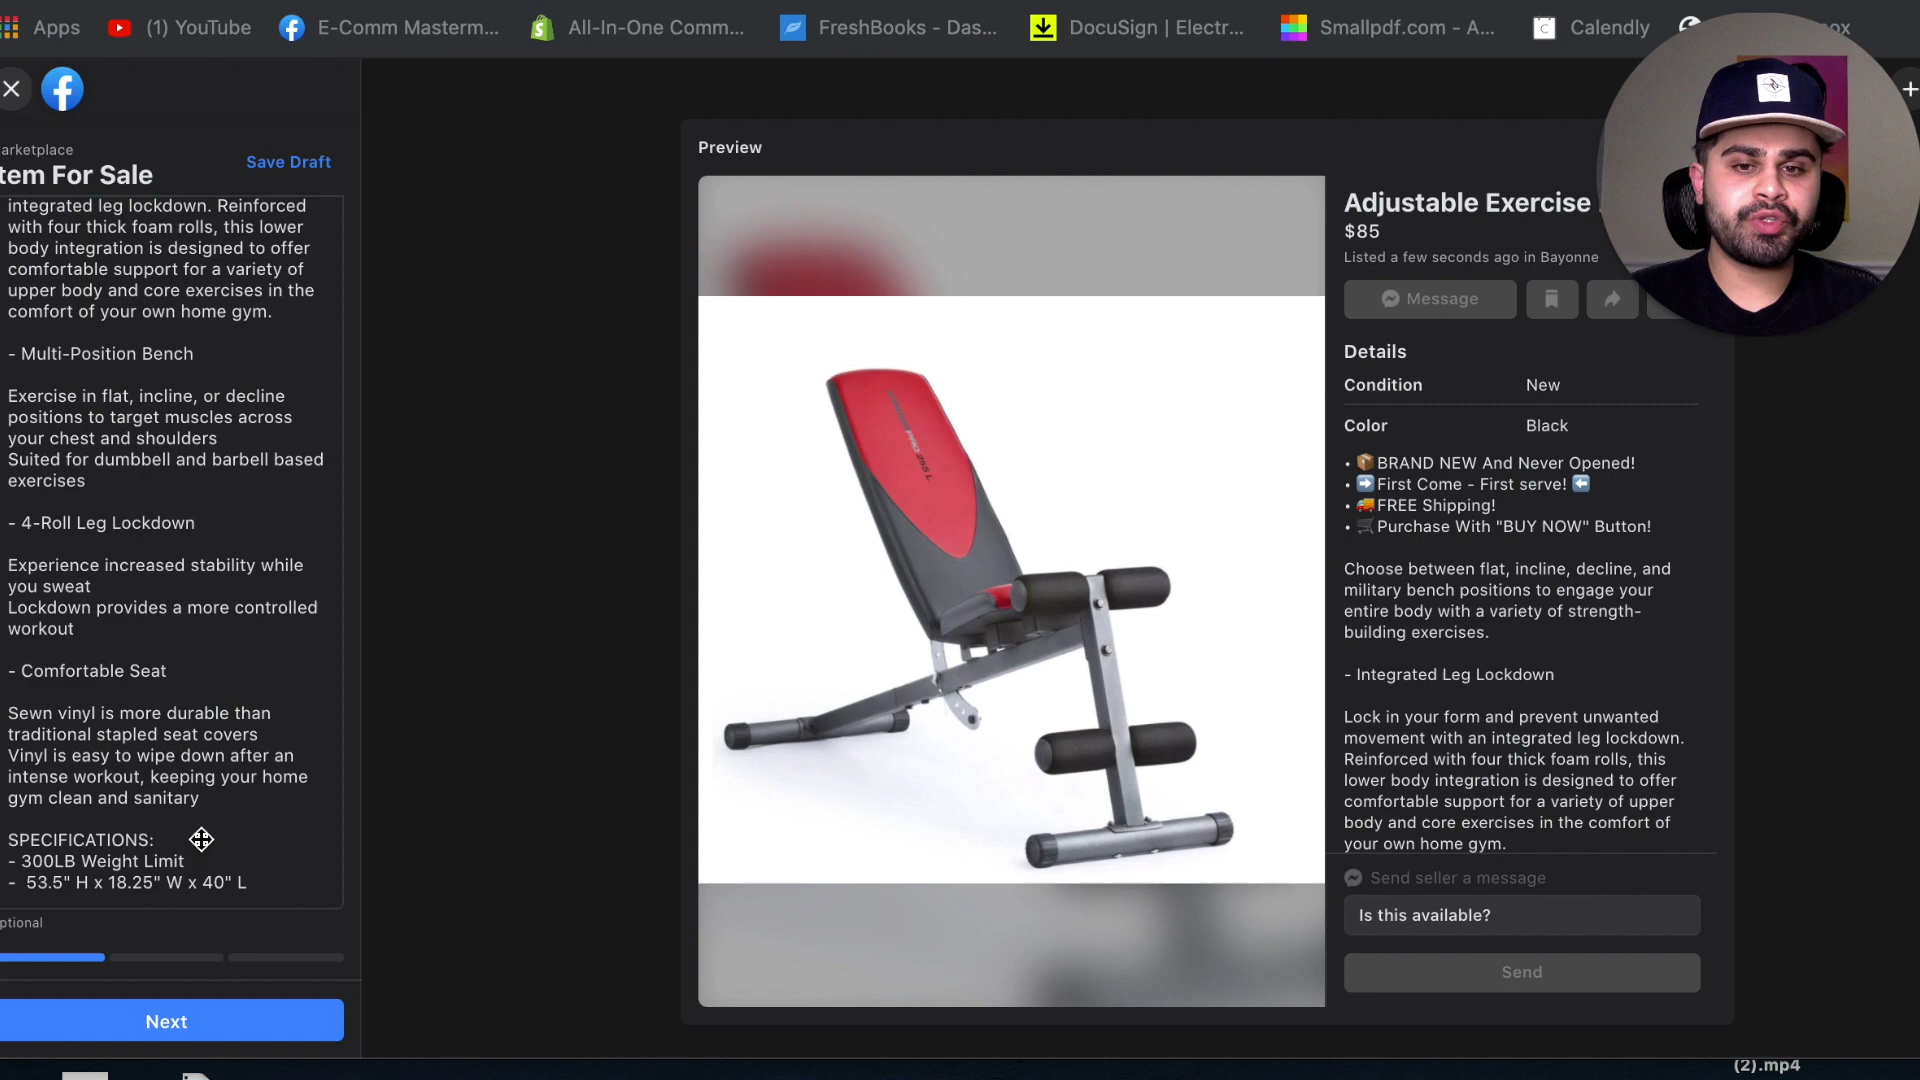 Apps
(1) YouTube
E-Comm Masterm...
All-In-One Comm...
FreshBooks - Das...
DocuSign | Electr...
Smallpdf.com - A...
Calendly
arketplace
Save Draft
tem For Sale
integrated leg lockdown. Reinforced
with four thick foam rolls, this lower
body integration is designed to offer
comfortable support for a variety of
upper body and core exercises in the
comfort of your own home gym.
- Multi-Position Bench
Exercise in flat, incline, or decline
positions to target muscles across
your chest and shoulders
Suited for dumbbell and barbell based
exercises
- 4-Roll Leg Lockdown
Experience increased stability while
you sweat
Lockdown provides a more controlled
workout
- Comfortable Seat
Sewn vinyl is more durable than
traditional stapled seat covers
Vinyl is easy to wipe down after an
intense workout, keeping your home
gym clean and sanitary
SPECIFICATIONS:
- 300LB Weight Limit
- 53.5" H x 18.25" W x 40" L
ptional
Next
Preview
PRO 255 L
Adjustable Exercise
$85
Listed a few seconds ago in Bayonne
Message
Details
Condition New
Color Black
• 📦BRAND NEW And Never Opened!
• ➡️First Come - First serve! ⬅️
• 🚚FREE Shipping!
• 🛒Purchase With "BUY NOW" Button!
Choose between flat, incline, decline, and
military bench positions to engage your
entire body with a variety of strength-
building exercises.
- Integrated Leg Lockdown
Lock in your form and prevent unwanted
movement with an integrated leg lockdown.
Reinforced with four thick foam rolls, this
lower body integration is designed to offer
comfortable support for a variety of upper
body and core exercises in the comfort of
your own home gym.
Send seller a message
Is this available?
Send
(2).mp4